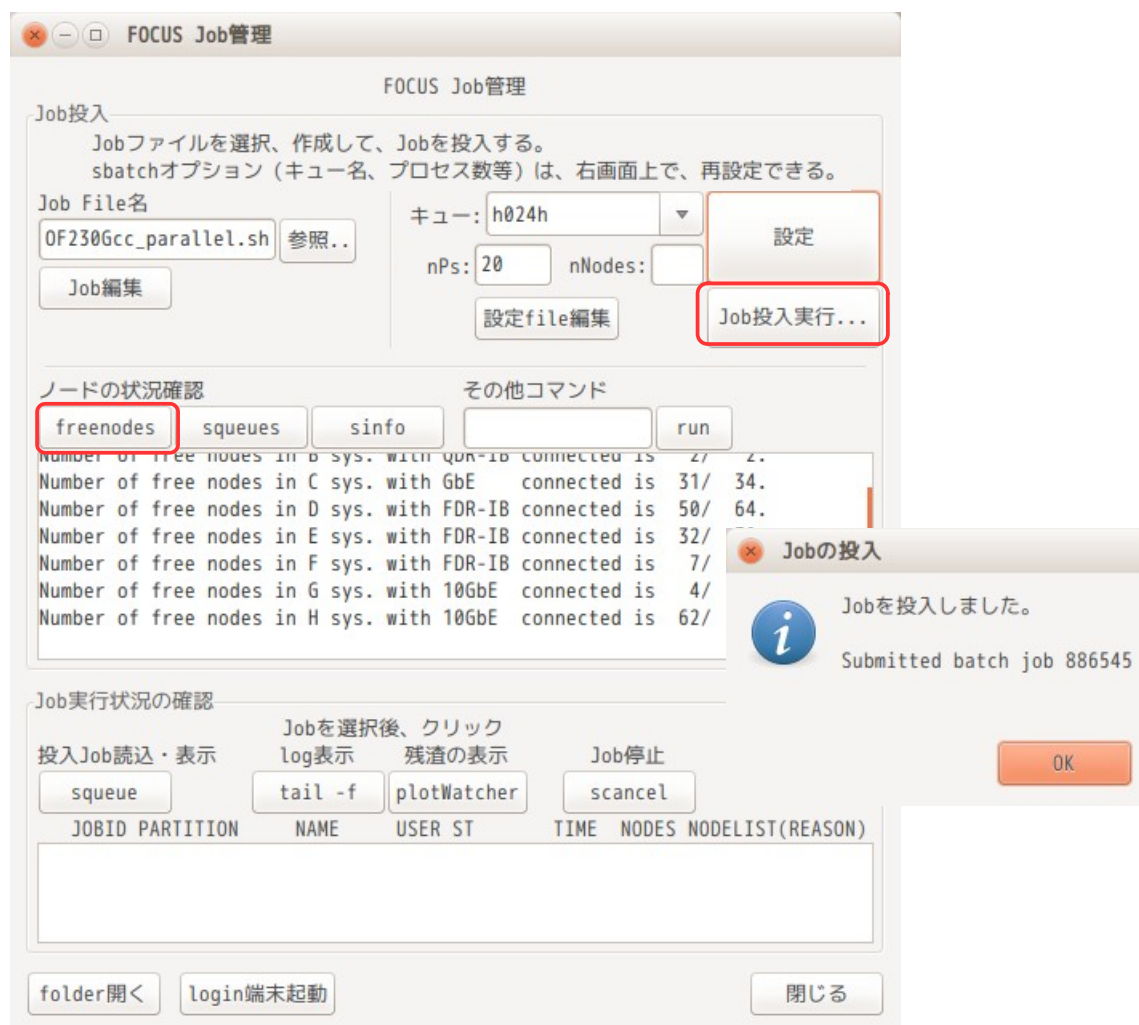 FOCUS Job管理
FOCUS Job管理
Job投入
Jobファイルを選択、作成して、Jobを投入する。
sbatchオプション（キュー名、プロセス数等）は、右画面上で、再設定できる。
Job File名
OF230Gcc_parallel.sh 参照..
Job編集
キュー: h024h
nPs: 20 nNodes:
設定file編集
設定
Job投入実行...
ノードの状況確認
その他コマンド
freenodes squeues sinfo run
Number of free nodes in B sys. with QDR-IB connected is 2/ 2.
Number of free nodes in C sys. with GbE connected is 31/ 34.
Number of free nodes in D sys. with FDR-IB connected is 50/ 64.
Number of free nodes in E sys. with FDR-IB connected is 32/
Number of free nodes in F sys. with FDR-IB connected is 7/
Number of free nodes in G sys. with 10GbE connected is 4/
Number of free nodes in H sys. with 10GbE connected is 62/
Jobの投入
Jobを投入しました。
Submitted batch job 886545
OK
Job実行状況の確認
Jobを選択後、クリック
投入Job読込・表示 log表示 残渣の表示 Job停止
squeue tail -f plotWatcher scancel
JOBID PARTITION NAME USER ST TIME NODES NODELIST(REASON)
folder開く login端末起動 閉じる